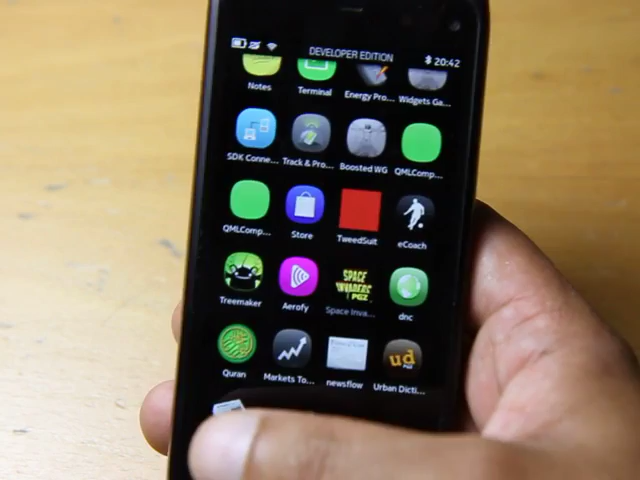 DEVELOPER EDITION
20:42
Notes
Terminal
Energy Pro...
Widgets Ga...
SDK Conne...
Track & Pro...
Boosted WG
QMLComp...
QMLComp...
Store
TweedSuit
eCoach
Treemaker
Aerofy
SPACE
INVADERS
Space Inva...
dnc
Quran
Markets To...
newsflow
ud
Urban Dicti...